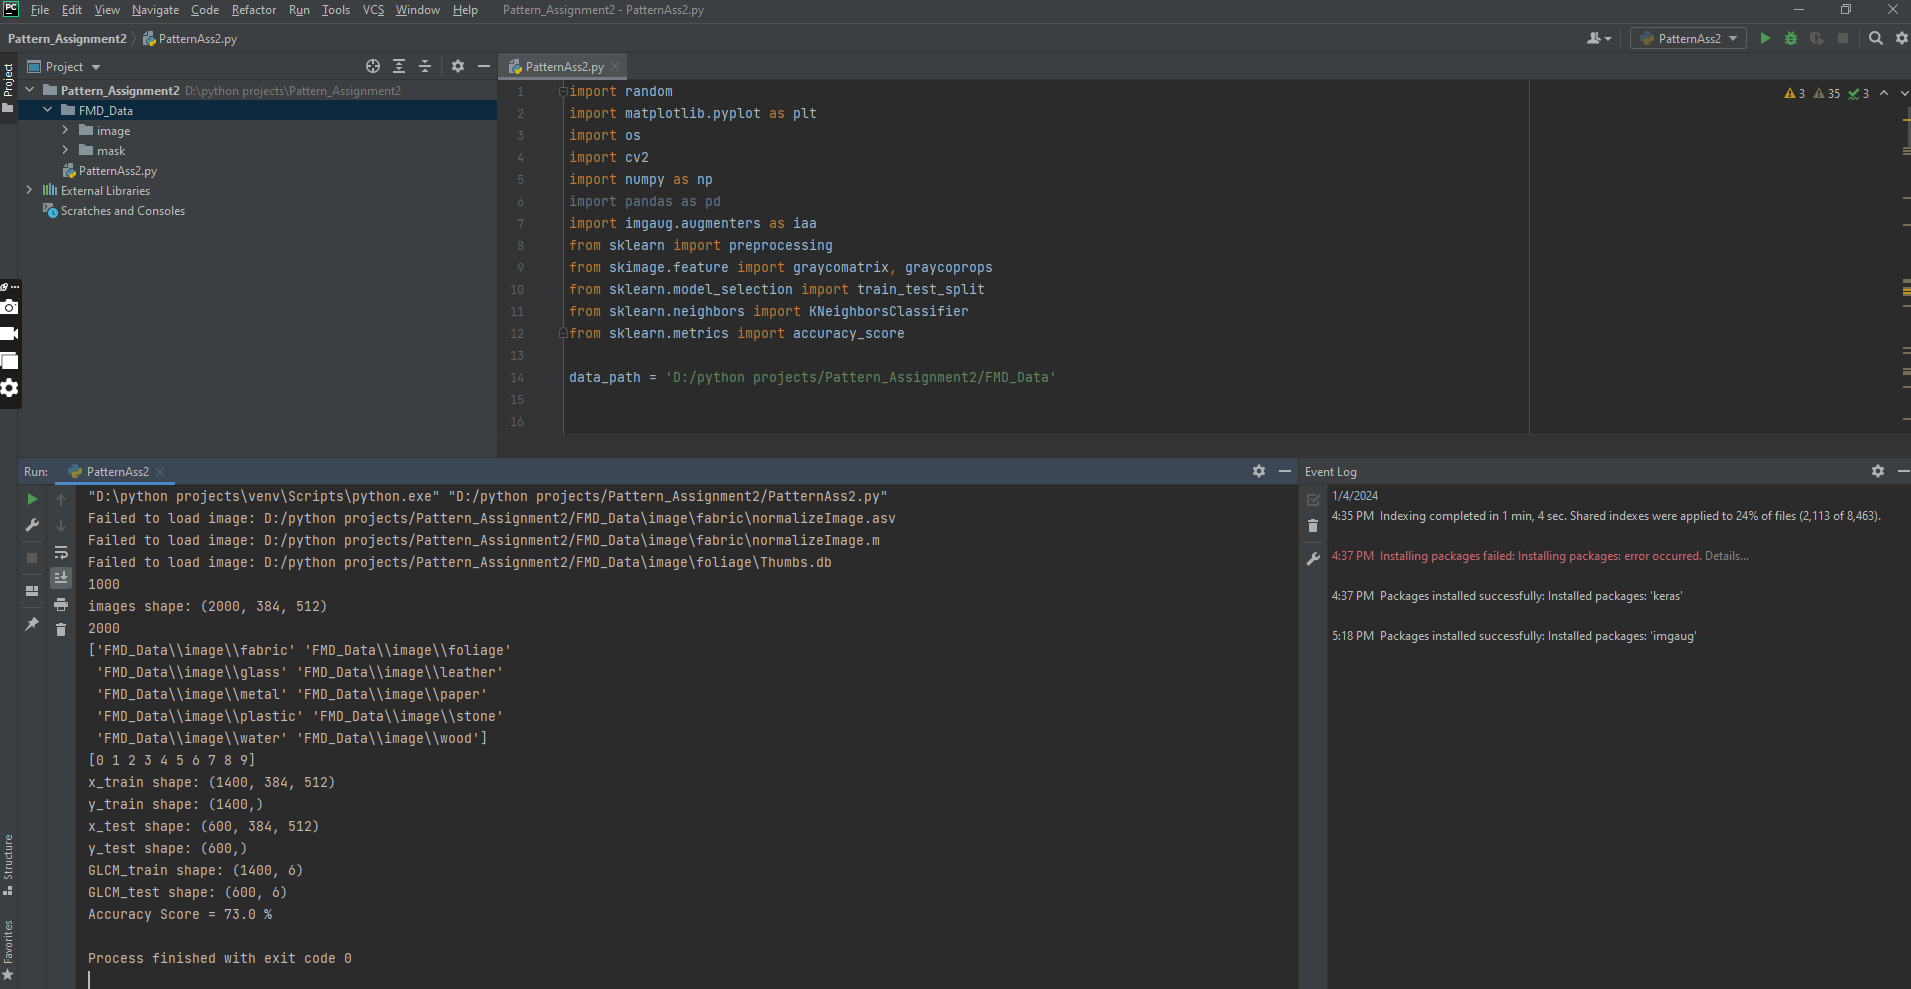 PC File Edit View Navigate Code Refactor Run Tools VCS Window Help Pattern_Assignment2 - PatternAss2.py
Pattern_Assignment2 PatternAss2.py PatternAss2
Project
Project
PatternAss2.py
Pattern_Assignment2 D:\python projects\Pattern_Assignment2
FMD_Data
image
mask
PatternAss2.py
External Libraries
Scratches and Consoles
3 35 3
1 import random
2 import matplotlib.pyplot as plt
3 import os
4 import cv2
5 import numpy as np
6 import pandas as pd
7 import imgaug.augmenters as iaa
8 from sklearn import preprocessing
9 from skimage.feature import graycomatrix, graycoprops
10 from sklearn.model_selection import train_test_split
11 from sklearn.neighbors import KNeighborsClassifier
12 from sklearn.metrics import accuracy_score
13
14 data_path = 'D:/python projects/Pattern_Assignment2/FMD_Data'
15
16
Run: PatternAss2
"D:\python projects\venv\Scripts\python.exe" "D:/python projects/Pattern_Assignment2/PatternAss2.py"
Failed to load image: D:/python projects/Pattern_Assignment2/FMD_Data\image\fabric\normalizeImage.asv
Failed to load image: D:/python projects/Pattern_Assignment2/FMD_Data\image\fabric\normalizeImage.m
Failed to load image: D:/python projects/Pattern_Assignment2/FMD_Data\image\foliage\Thumbs.db
1000
images shape: (2000, 384, 512)
2000
['FMD_Data\\image\\fabric' 'FMD_Data\\image\\foliage'
'FMD_Data\\image\\glass' 'FMD_Data\\image\\leather'
'FMD_Data\\image\\metal' 'FMD_Data\\image\\paper'
'FMD_Data\\image\\plastic' 'FMD_Data\\image\\stone'
'FMD_Data\\image\\water' 'FMD_Data\\image\\wood']
[0 1 2 3 4 5 6 7 8 9]
x_train shape: (1400, 384, 512)
y_train shape: (1400,)
x_test shape: (600, 384, 512)
y_test shape: (600,)
GLCM_train shape: (1400, 6)
GLCM_test shape: (600, 6)
Accuracy Score = 73.0 %
Process finished with exit code 0
Event Log
1/4/2024
4:35 PM Indexing completed in 1 min, 4 sec. Shared indexes were applied to 24% of files (2,113 of 8,463).
4:37 PM Installing packages failed: Installing packages: error occurred. Details...
4:37 PM Packages installed successfully: Installed packages: 'keras'
5:18 PM Packages installed successfully: Installed packages: 'imgaug'
Structure
Favorites